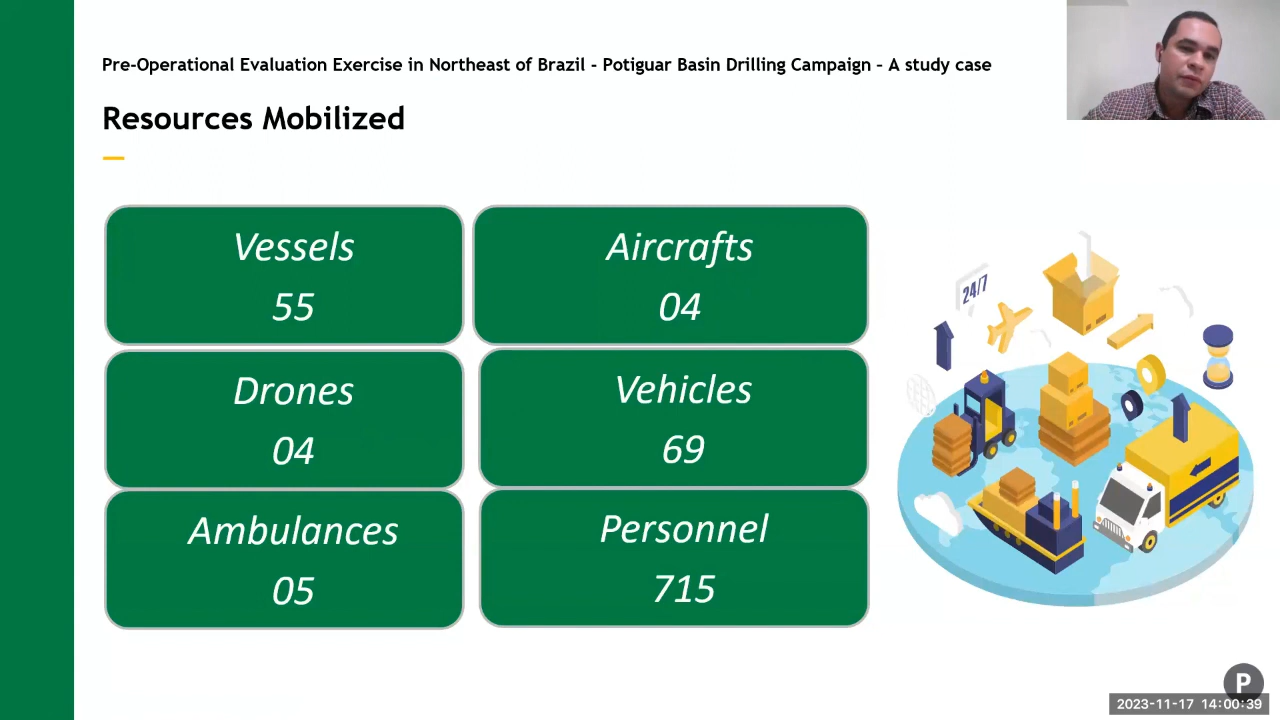 Pre-Operational Evaluation Exercise in Northeast of Brazil - Potiguar Basin Drilling Campaign – A study case
Resources Mobilized
Vessels
55
Aircrafts
04
Drones
04
Vehicles
69
Ambulances
05
Personnel
715
24/7
P
2023-11-17 14:00:39